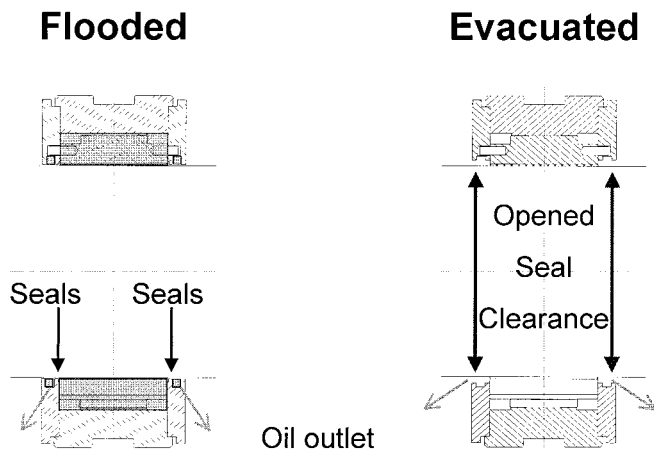 Flooded
Evacuated
Opened
Seal
Clearance
Seals
Seals
Oil outlet